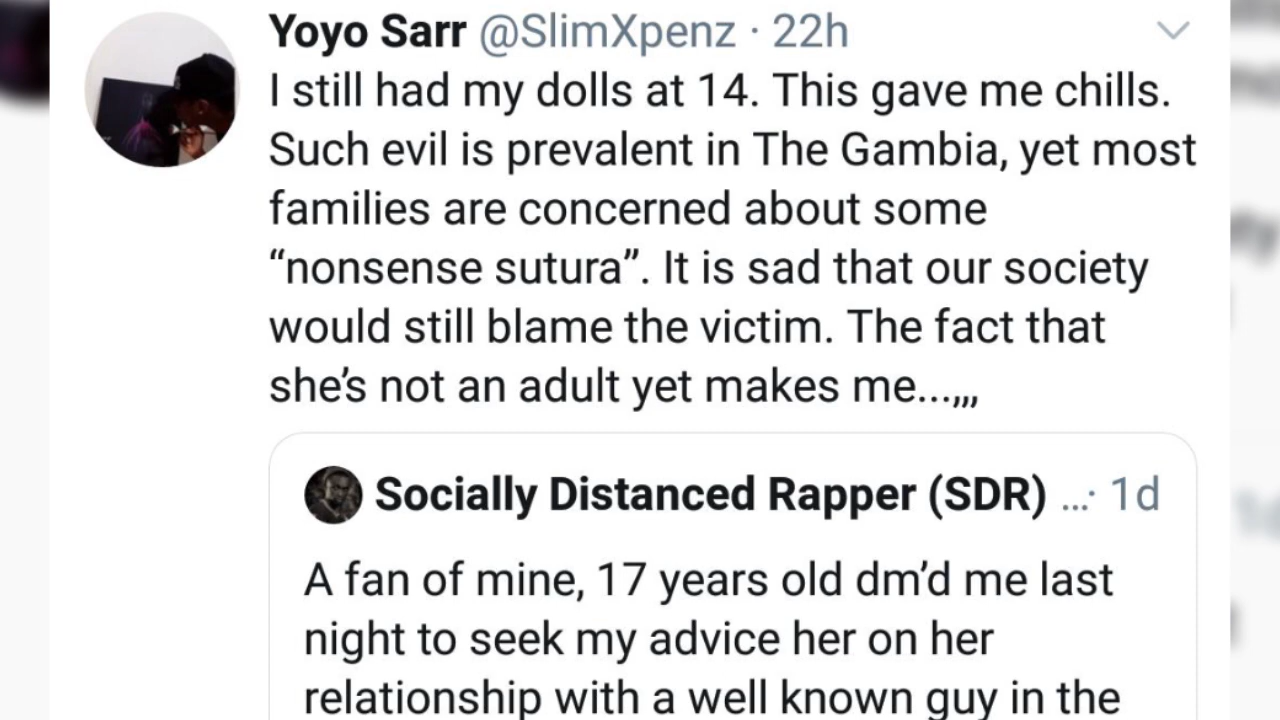 Yoyo Sarr @SlimXpenz · 22h
I still had my dolls at 14. This gave me chills.
Such evil is prevalent in The Gambia, yet most
families are concerned about some
“nonsense sutura”. It is sad that our society
would still blame the victim. The fact that
she’s not an adult yet makes me...,,,
Socially Distanced Rapper (SDR) ...· 1d
A fan of mine, 17 years old dm’d me last
night to seek my advice her on her
relationship with a well known guy in the